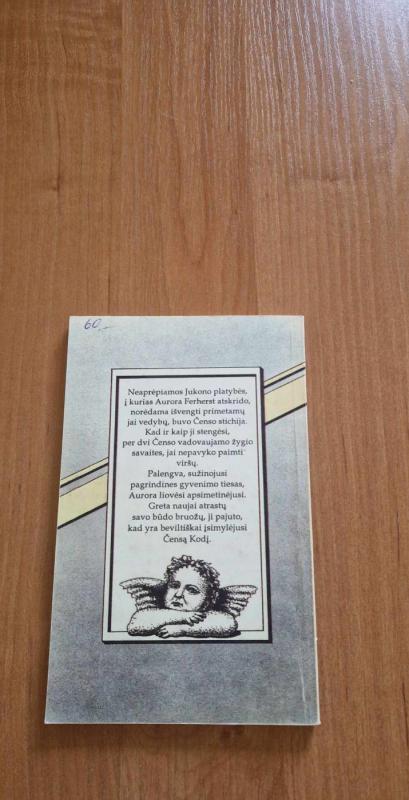 60,-
Neaprėpiamos Jukono platybės,
į kurias Aurora Ferherst atskrido,
norėdama išvengti primetamų
jai vedybų, buvo Čenso stichija.
Kad ir kaip ji stengėsi,
per dvi Čenso vadovaujamo žygio
savaites, jai nepavyko paimti
viršų.
Palengva, sužinojusi
pagrindines gyvenimo tiesas,
Aurora liovėsi apsimetinėjusi.
Greta naujai atrastų
savo būdo bruožų, ji pajuto,
kad yra beviltiškai įsimylėjusi
Čensą Kodį.